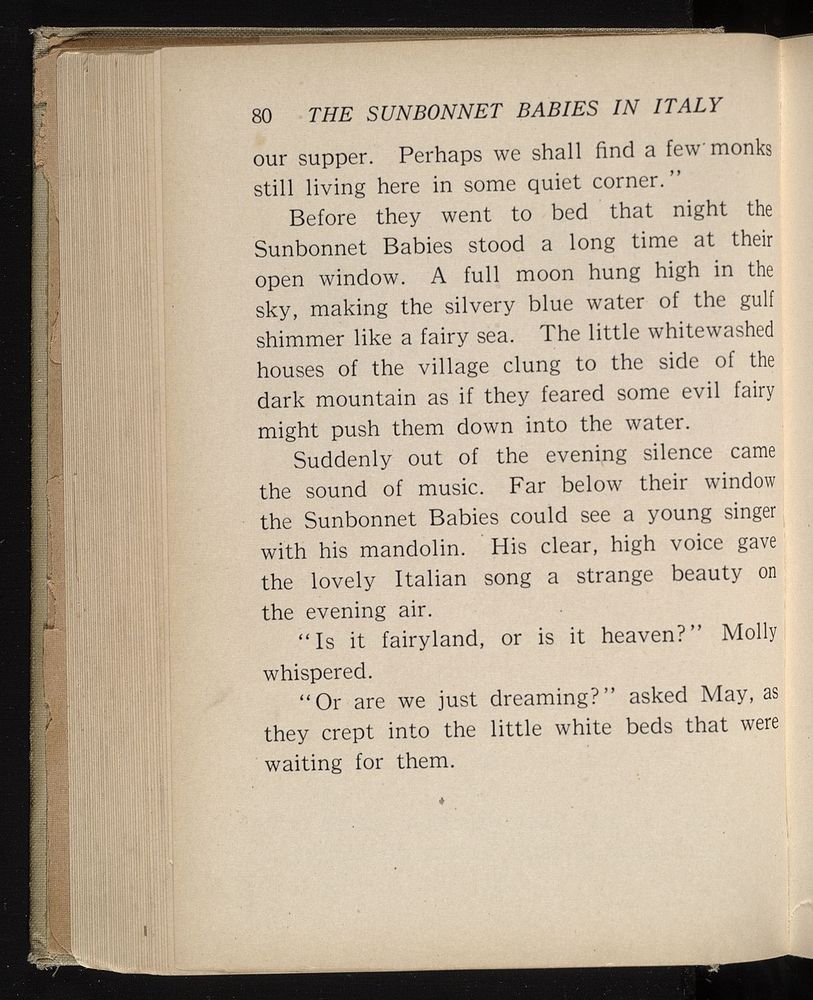 80 THE SUNBONNET BABIES IN ITALY
our supper. Perhaps we shall find a few monks
still living here in some quiet corner.”
Before they went to bed that night the
Sunbonnet Babies stood a long time at their
open window. A full moon hung high in the
sky, making the silvery blue water of the gulf
shimmer like a fairy sea. The little whitewashed
houses of the village clung to the side of the
dark mountain as if they feared some evil fairy
might push them down into the water.
Suddenly out of the evening silence came
the sound of music. Far below their window
the Sunbonnet Babies could see a young singer
with his mandolin. His clear, high voice gave
the lovely Italian song a strange beauty on
the evening air.
“Is it fairyland, or is it heaven?” Molly
whispered.
“Or are we just dreaming?” asked May, as
they crept into the little white beds that were
waiting for them.